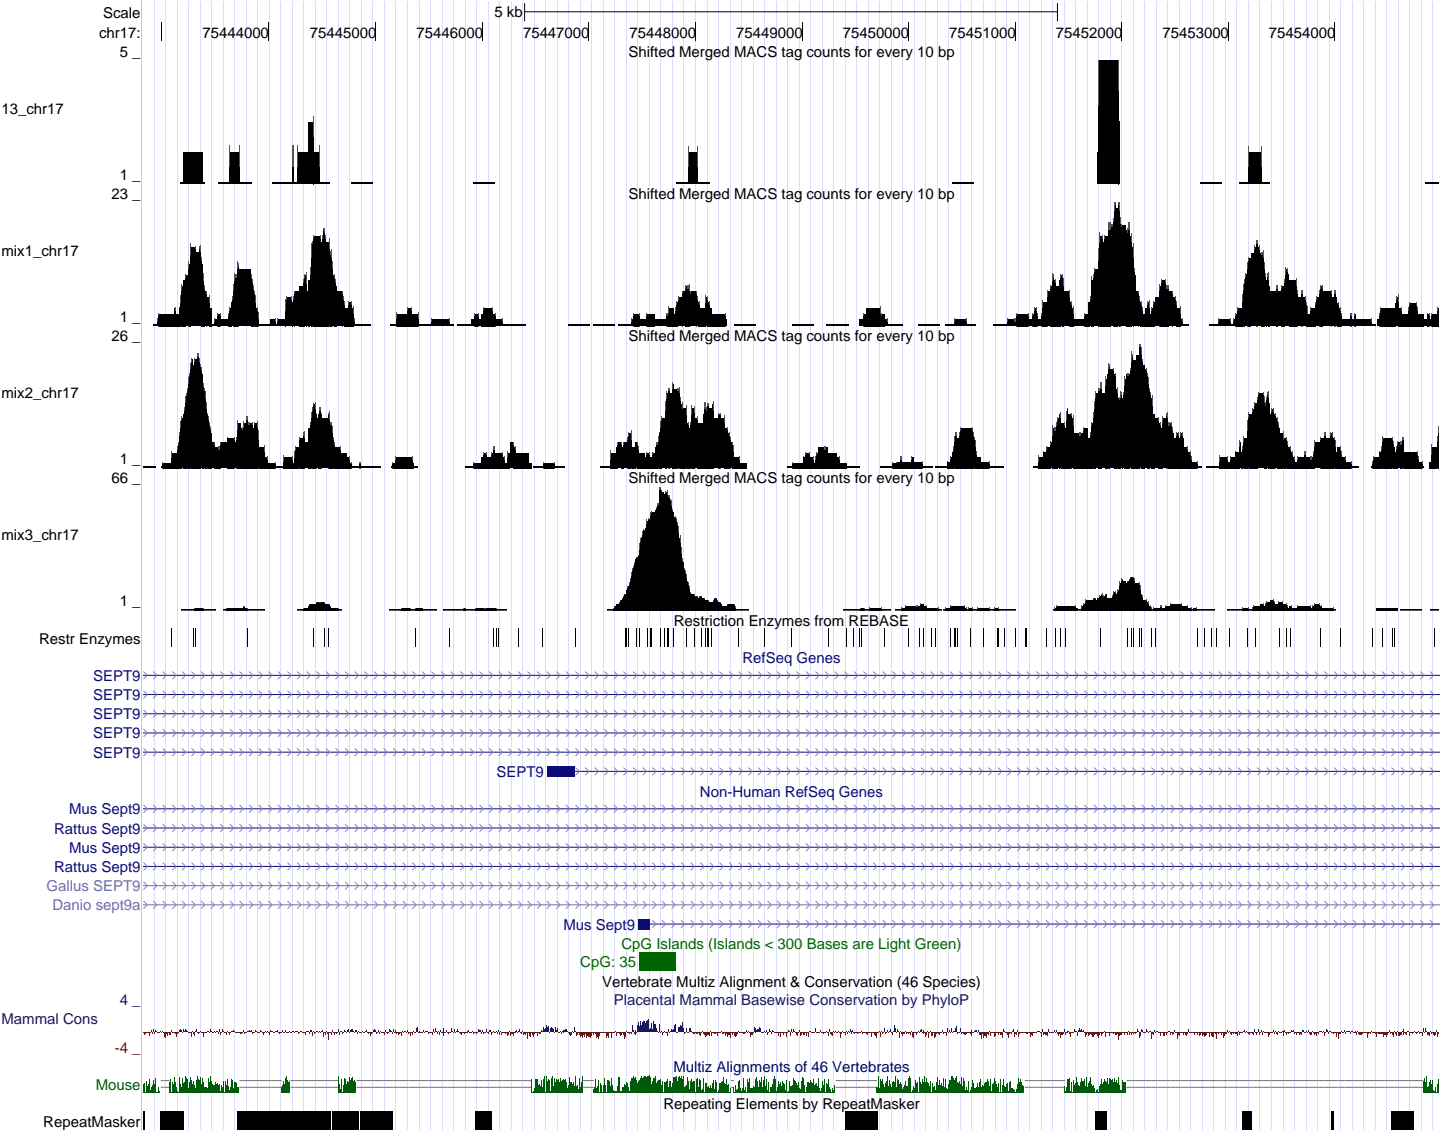 Scale 5 kb
chr17: 75444000 75445000 75446000 75447000 75448000 75449000 75450000 75451000 75452000 75453000 75454000
Shifted Merged MACS tag counts for every 10 bp
5 _
13_chr17
1 _
Shifted Merged MACS tag counts for every 10 bp
23 _
mix1_chr17
1 _
Shifted Merged MACS tag counts for every 10 bp
26 _
mix2_chr17
1 _
Shifted Merged MACS tag counts for every 10 bp
66 _
mix3_chr17
1 _
Restriction Enzymes from REBASE
Restr Enzymes
RefSeq Genes
SEPT9
SEPT9
SEPT9
SEPT9
SEPT9
SEPT9
Non-Human RefSeq Genes
Mus Sept9
Rattus Sept9
Mus Sept9
Rattus Sept9
Gallus SEPT9
Danio sept9a
Mus Sept9
CpG Islands (Islands < 300 Bases are Light Green)
CpG: 35
Vertebrate Multiz Alignment & Conservation (46 Species)
Placental Mammal Basewise Conservation by PhyloP
4 _
Mammal Cons
-4 _
Multiz Alignments of 46 Vertebrates
Mouse
Repeating Elements by RepeatMasker
RepeatMasker